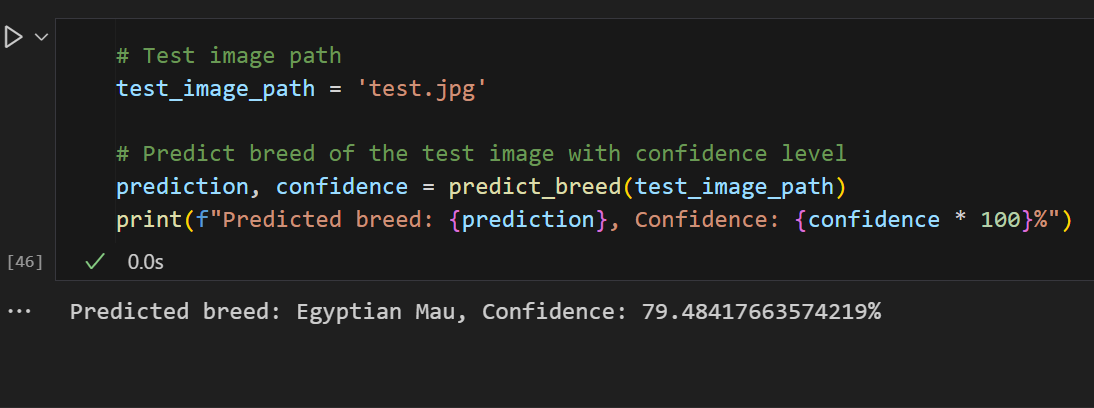 # Test image path
test_image_path = 'test.jpg'
# Predict breed of the test image with confidence level
prediction, confidence = predict_breed(test_image_path)
print(f"Predicted breed: {prediction}, Confidence: {confidence * 100}%")
[46]
0.0s
Predicted breed: Egyptian Mau, Confidence: 79.48417663574219%